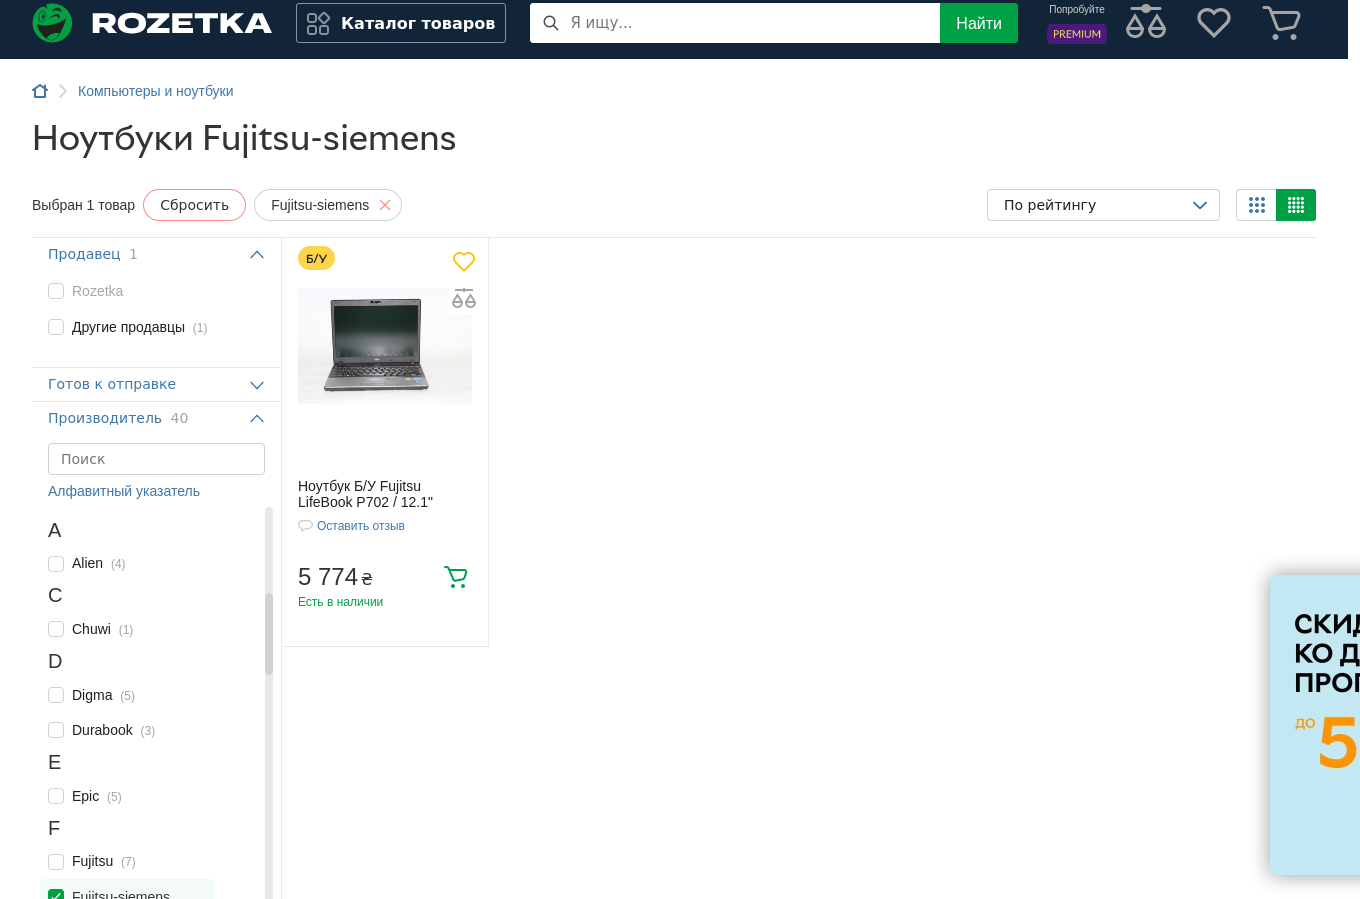 ROZETKA
Каталог товаров
Я ищу...
Найти
Попробуйте
PREMIUM
Компьютеры и ноутбуки
Ноутбуки Fujitsu-siemens
Выбран 1 товар
Сбросить
Fujitsu-siemens
По рейтингу
Продавец 1
Rozetka
Другие продавцы (1)
Готов к отправке
Производитель 40
Поиск
Алфавитный указатель
A
Alien (4)
C
Chuwi (1)
D
Digma (5)
Durabook (3)
E
Epic (5)
F
Fujitsu (7)
Fujitsu-siemens
Б/У
Ноутбук Б/У Fujitsu
LifeBook P702 / 12.1"
Оставить отзыв
5 774 ₴
Есть в наличии
КО
ДО 5